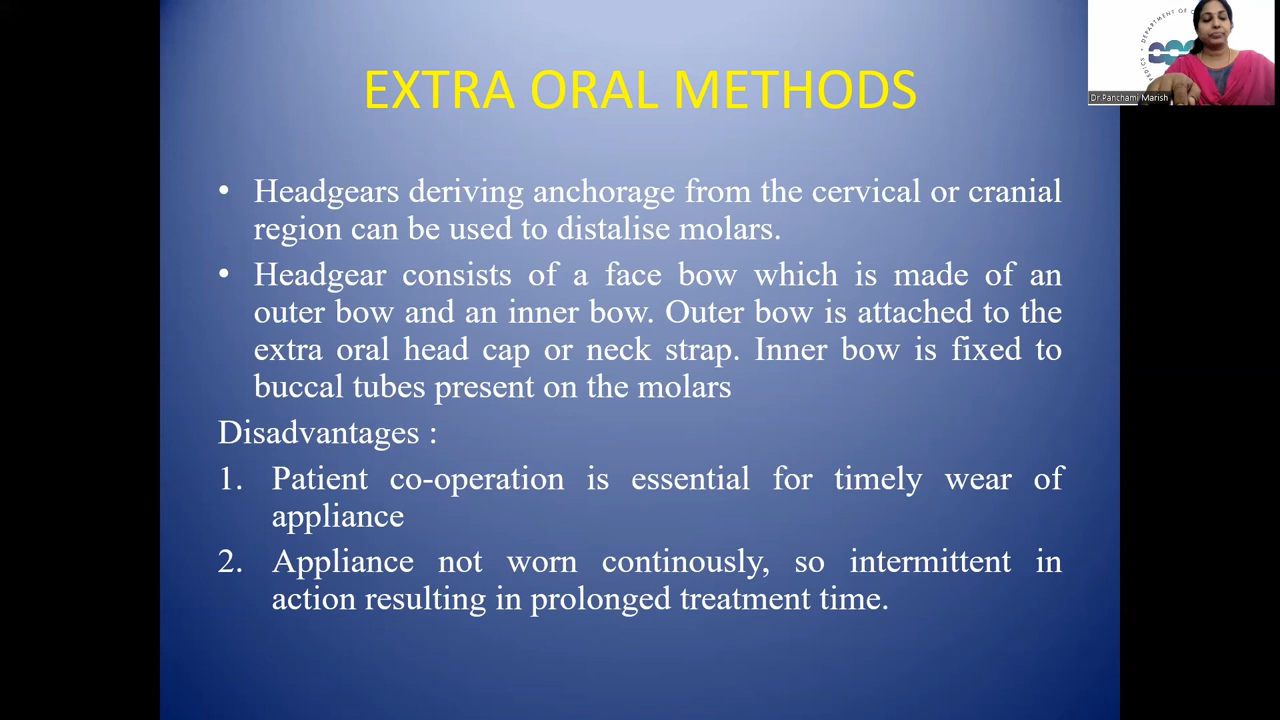 EXTRA ORAL METHODS
• Headgears deriving anchorage from the cervical or cranial
region can be used to distalise molars.
• Headgear consists of a face bow which is made of an
outer bow and an inner bow. Outer bow is attached to the
extra oral head cap or neck strap. Inner bow is fixed to
buccal tubes present on the molars
Disadvantages :
1. Patient co-operation is essential for timely wear of
appliance
2. Appliance not worn continously, so intermittent in
action resulting in prolonged treatment time.
DEPARTMENT OF
Dr Panchami Marish